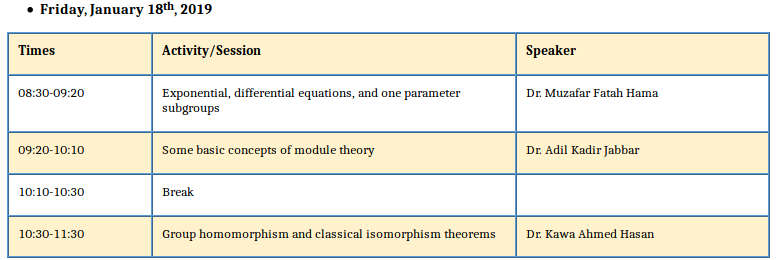 • Friday, January 18th, 2019
Times Activity/Session Speaker
08:30-09:20 Exponential, differential equations, and one parameter Dr. Muzafar Fatah Hama
subgroups
09:20-10:10 Some basic concepts of module theory Dr. Adil Kadir Jabbar
10:10-10:30 Break
10:30-11:30 Group homomorphism and classical isomorphism theorems Dr. Kawa Ahmed Hasan